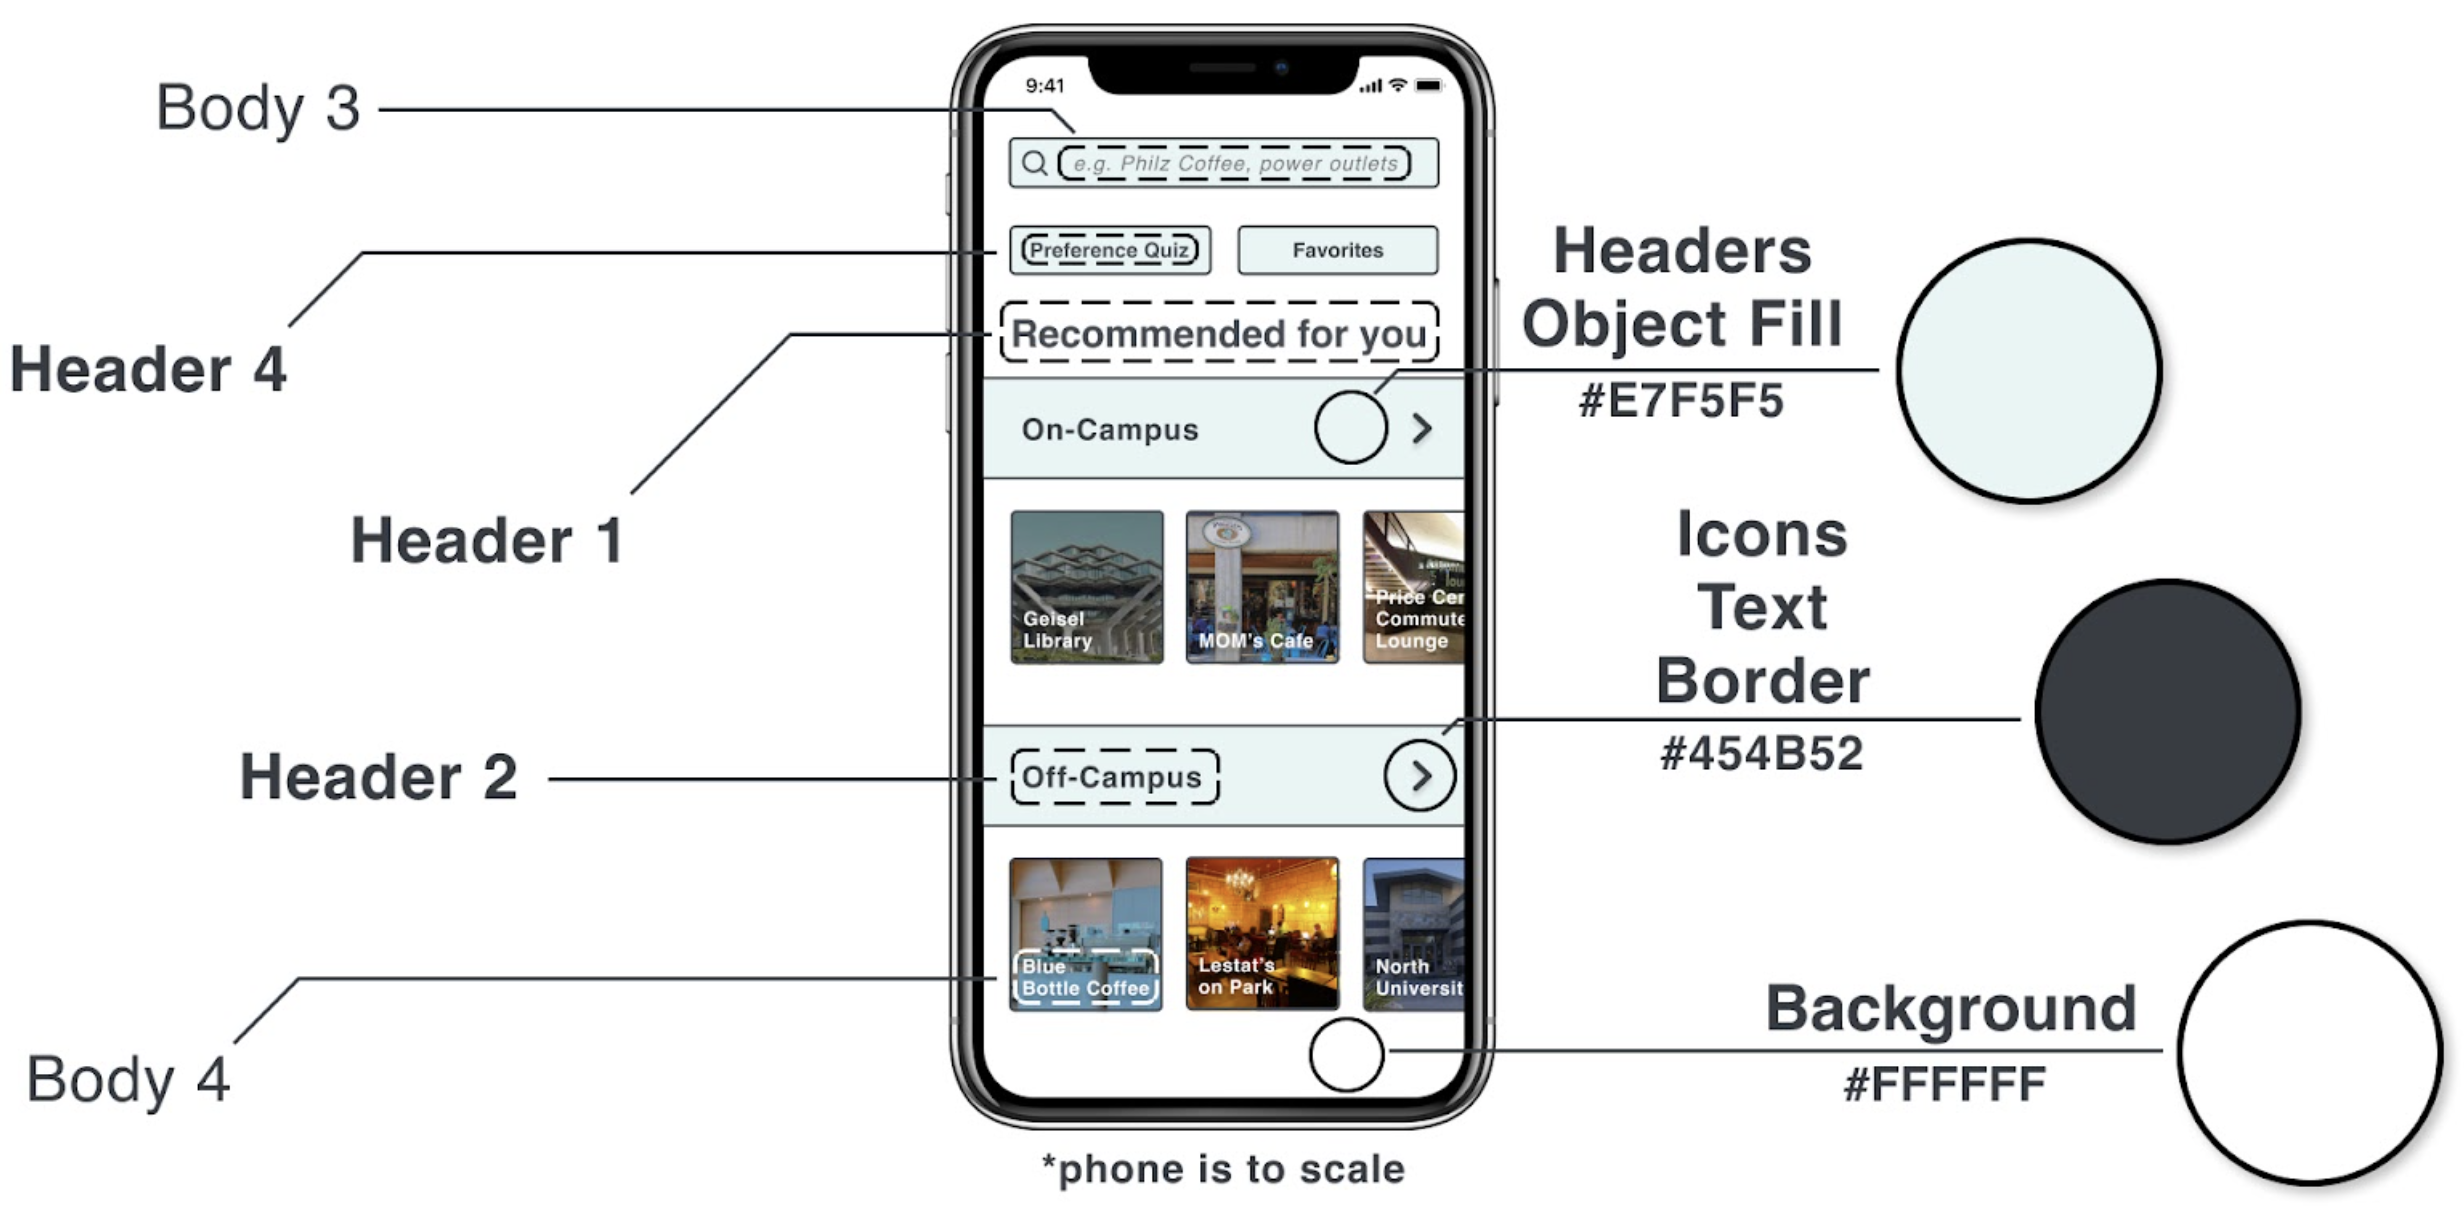 Body 3
Header 4
Header 1
Header 2
Body 4
9:41
e.g. Philz Coffee, power outlets
Preference Quiz
Favorites
Recommended for you
On-Campus
Geisel
Library
MOM's Cafe
Price Cen
Commute
Lounge
Off-Campus
Blue
Bottle Coffee
Lestat's
on Park
North
Universit
*phone is to scale
Headers
Object Fill
#E7F5F5
Icons
Text
Border
#454B52
Background
#FFFFFF